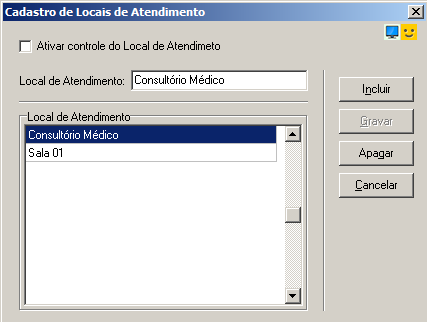 Cadastro de Locais de Atendimento
Ativar controle do Local de Atendimeto
Local de Atendimento: Consultório Médico
Incluir
Gravar
Apagar
Cancelar
Local de Atendimento
Consultório Médico
Sala 01